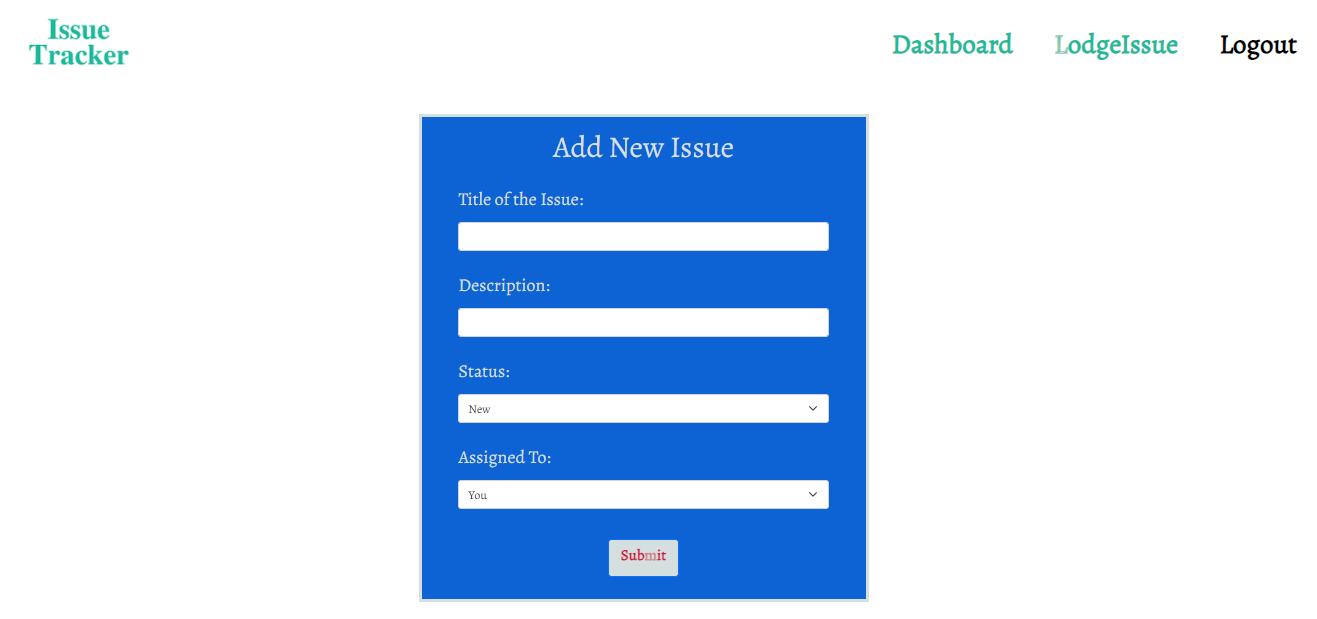 Issue
Tracker
Dashboard LodgeIssue Logout
Add New Issue
Title of the Issue:
Description:
Status:
New
Assigned To:
You
Submit